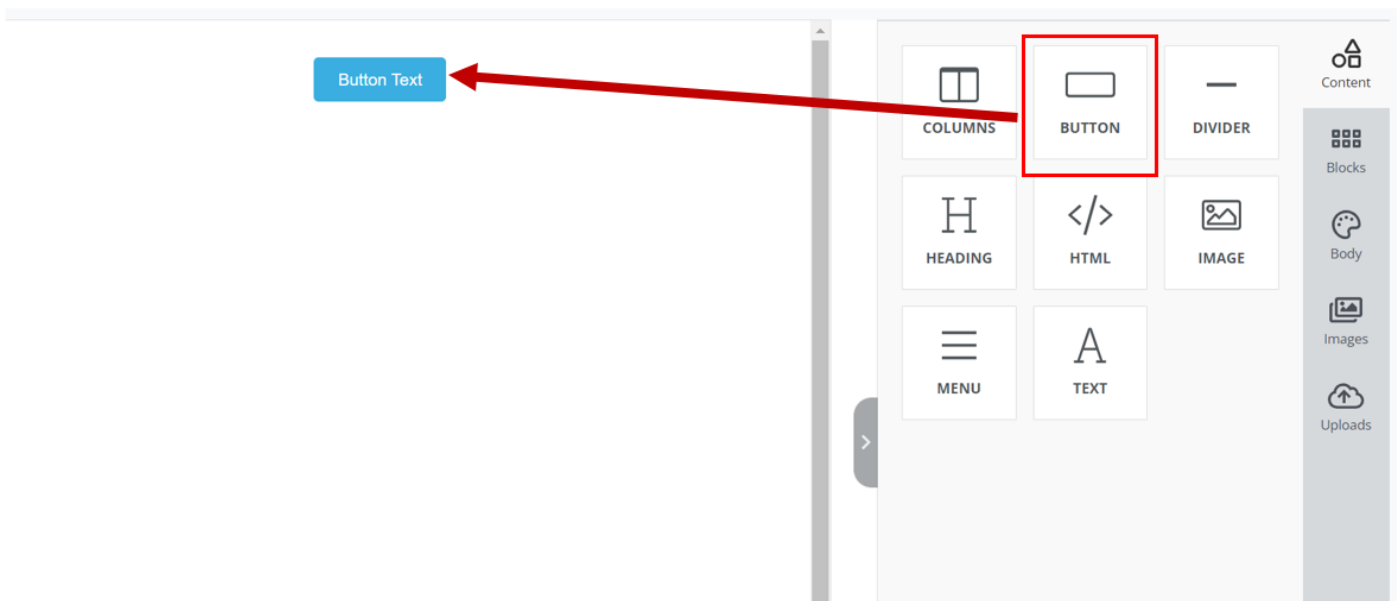 Button Text
COLUMNS
BUTTON
DIVIDER
HEADING
HTML
IMAGE
MENU
TEXT
Content
Blocks
Body
Images
Uploads